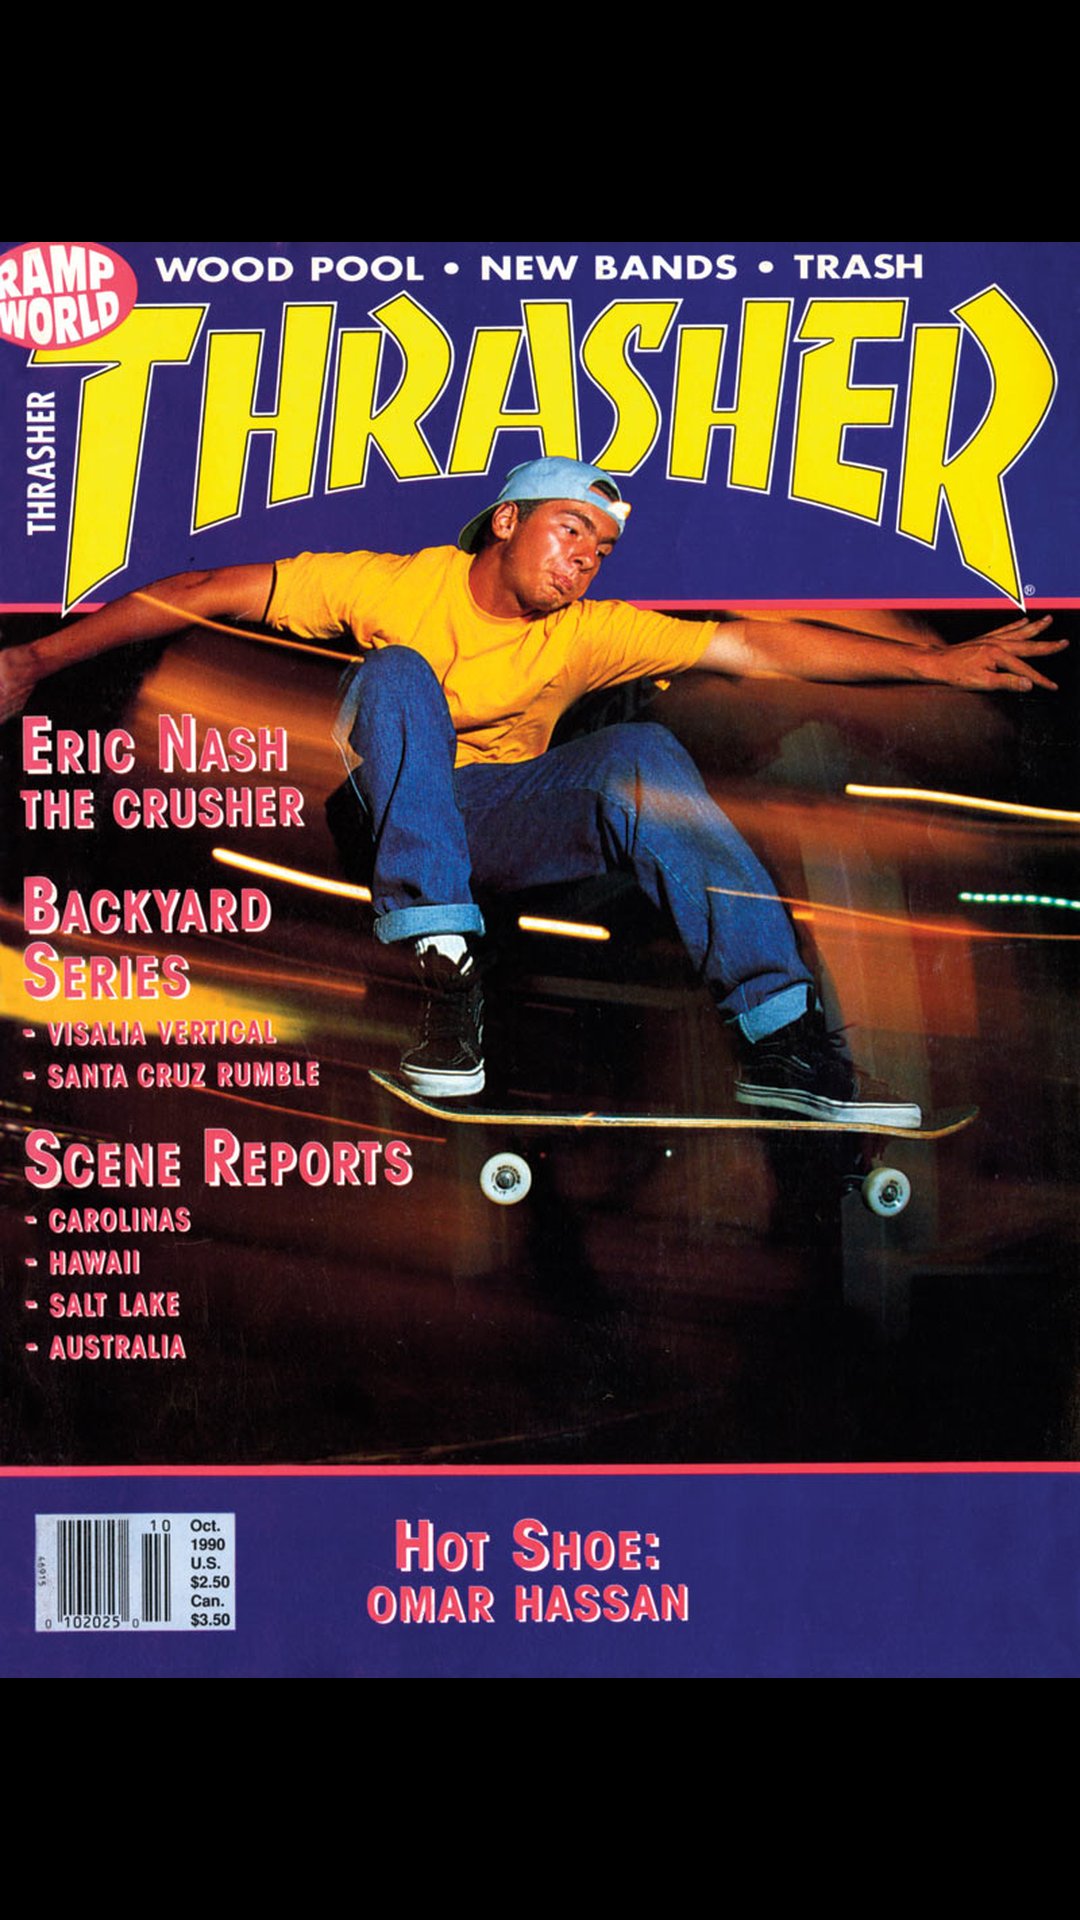 RAMP
WORLD
WOOD POOL • NEW BANDS • TRASH
THRASHER
THRASHER
®
ERIC NASH
THE CRUSHER
BACKYARD
SERIES
- VISALIA VERTICAL
- SANTA CRUZ RUMBLE
SCENE REPORTS
- CAROLINAS
- HAWAII
- SALT LAKE
- AUSTRALIA
HOT SHOE:
OMAR HASSAN
10
Oct.
1990
U.S.
$2.50
Can.
$3.50
46915
0 102025 0